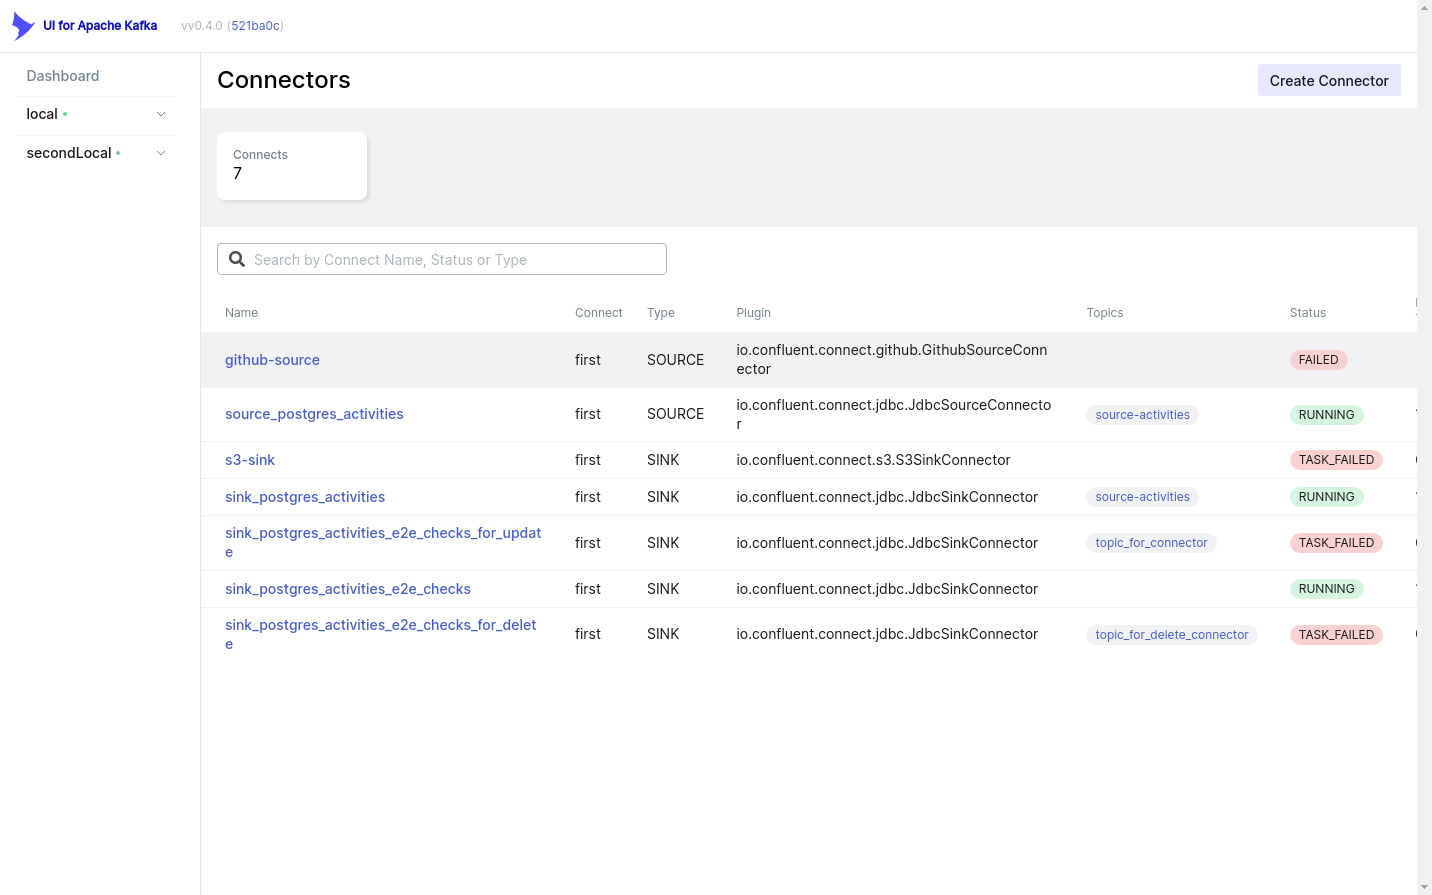 UI for Apache Kafka vv0.4.0 (521ba0c)
Dashboard
local
secondLocal
Connectors
Create Connector
Connects
7
Search by Connect Name, Status or Type
Name Connect Type Plugin Topics Status
github-source first SOURCE io.confluent.connect.github.GithubSourceConn
ector FAILED
source_postgres_activities first SOURCE io.confluent.connect.jdbc.JdbcSourceConnecto
r source-activities RUNNING
s3-sink first SINK io.confluent.connect.s3.S3SinkConnector TASK_FAILED
sink_postgres_activities first SINK io.confluent.connect.jdbc.JdbcSinkConnector source-activities RUNNING
sink_postgres_activities_e2e_checks_for_updat
e first SINK io.confluent.connect.jdbc.JdbcSinkConnector topic_for_connector TASK_FAILED
sink_postgres_activities_e2e_checks first SINK io.confluent.connect.jdbc.JdbcSinkConnector RUNNING
sink_postgres_activities_e2e_checks_for_delet
e first SINK io.confluent.connect.jdbc.JdbcSinkConnector topic_for_delete_connector TASK_FAILED